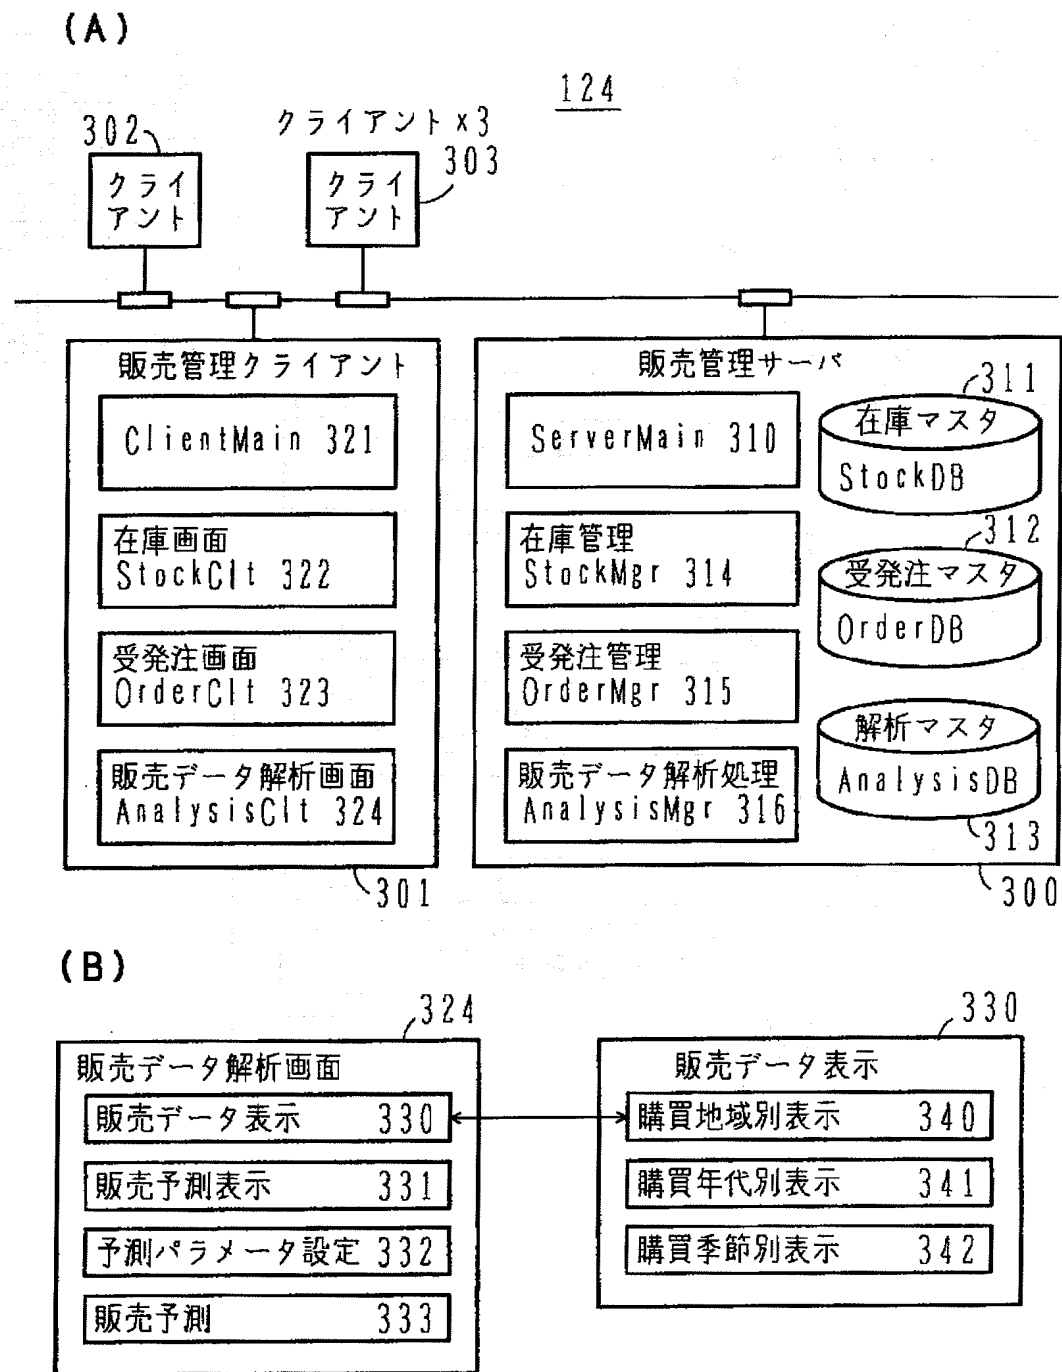 (A)
124
302
クライアント×3
303
クライ
アント
クライ
アント
販売管理クライアント
ClientMain 321
在庫画面
StockClt 322
受発注画面
OrderClt 323
販売データ解析画面
AnalysisClt 324
301
販売管理サーバ
ServerMain 310
在庫管理
StockMgr 314
受発注管理
OrderMgr 315
販売データ解析処理
AnalysisMgr 316
311
在庫マスタ
StockDB
312
受発注マスタ
OrderDB
解析マスタ
AnalysisDB
313
300
(B)
324
販売データ解析画面
販売データ表示 330
販売予測表示 331
予測パラメータ設定 332
販売予測 333
330
販売データ表示
購買地域別表示 340
購買年代別表示 341
購買季節別表示 342